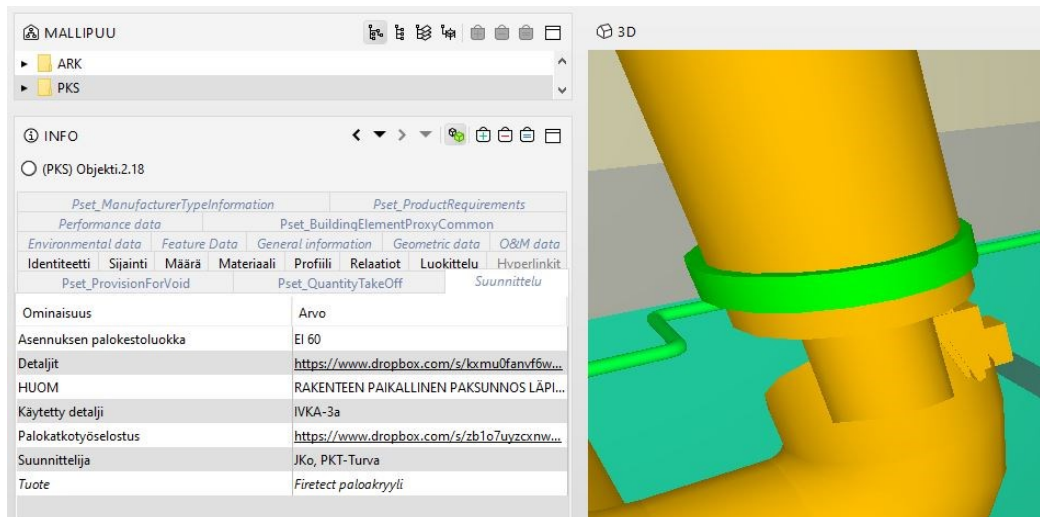 MALLIPUU
3D
ARK
PKS
INFO
(PKS) Objekti.2.18
Pset_ManufacturerTypeInformation Pset_ProductRequirements
Performance data Pset_BuildingElementProxyCommon
Environmental data Feature Data General information Geometric data O&M data
Identiteetti Sijainti Määrä Materiaali Profiili Relaatiot Luokittelu Hyperlinkit
Pset_ProvisionForVoid Pset_QuantityTakeOff Suunnittelu
Ominaisuus Arvo
Asennuksen palokestoluokka EI 60
Detaljit https://www.dropbox.com/s/kxmu0fanvf6w...
HUOM RAKENTEEN PAIKALLINEN PAKSUNNOS LÄPI...
Käytetty detalji IVKA-3a
Palokatkotyöselostus https://www.dropbox.com/s/zb1o7uyzcxnw...
Suunnittelija JKo, PKT-Turva
Tuote Firetect paloakryyli